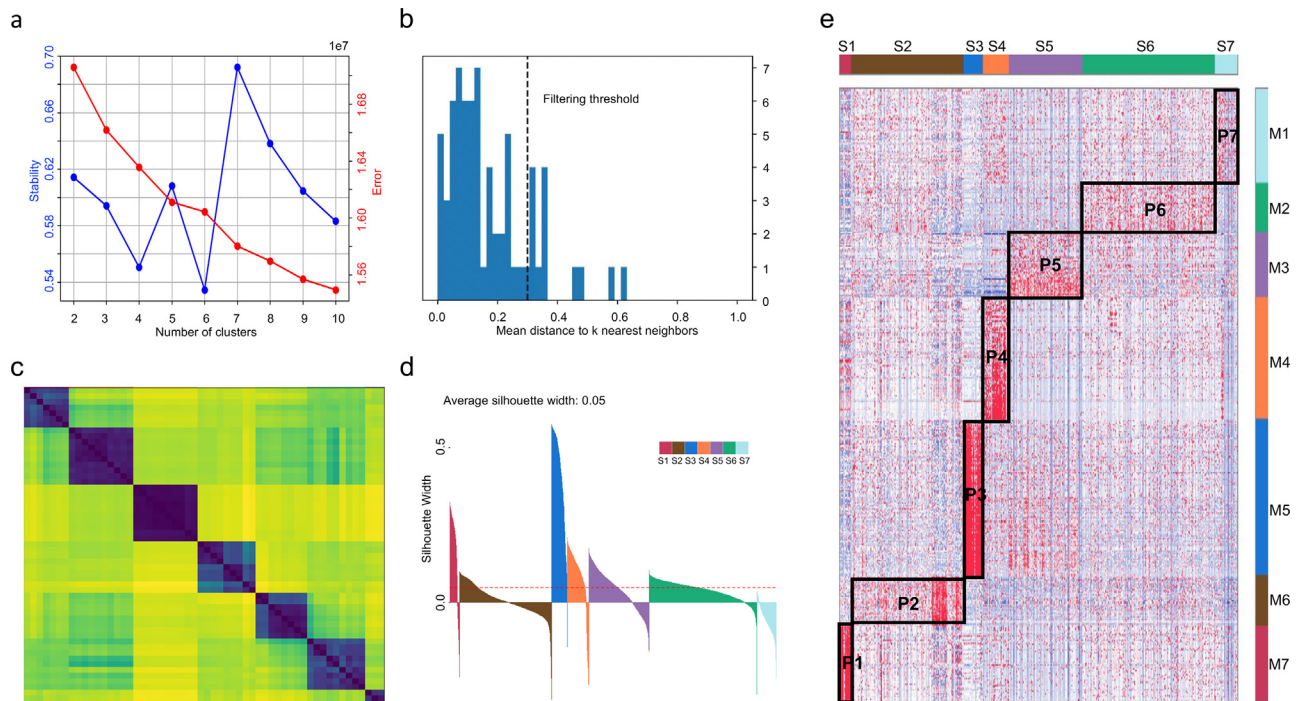 a
1e7
0.70
0.66
0.62
0.58
0.54
Stability
1.68
1.64
1.60
1.56
Error
2 3 4 5 6 7 8 9 10
Number of clusters
b
Filtering threshold
7
6
5
4
3
2
1
0
0.0 0.2 0.4 0.6 0.8 1.0
Mean distance to k nearest neighbors
c
d
Average silhouette width: 0.05
0.5
0.0
Silhouette Width
S1 S2 S3 S4 S5 S6 S7
e
S1 S2 S3 S4 S5 S6 S7
P7
P6
P5
P4
P3
P2
P1
M1
M2
M3
M4
M5
M6
M7